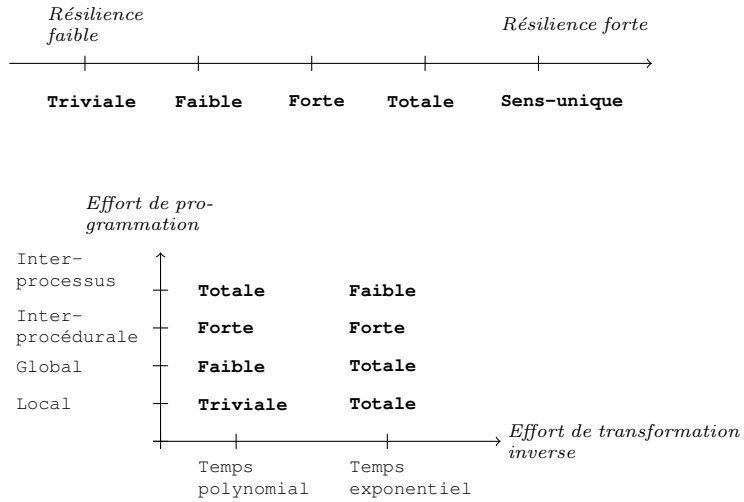 Résilience
faible
Résilience forte
Triviale Faible Forte Totale Sens-unique
Effort de pro-
grammation
Inter-
processus
Totale Faible
Inter-
procédurale
Forte Forte
Global Faible Totale
Local Triviale Totale
Effort de transformation
inverse
Temps Temps
polynomial exponentiel